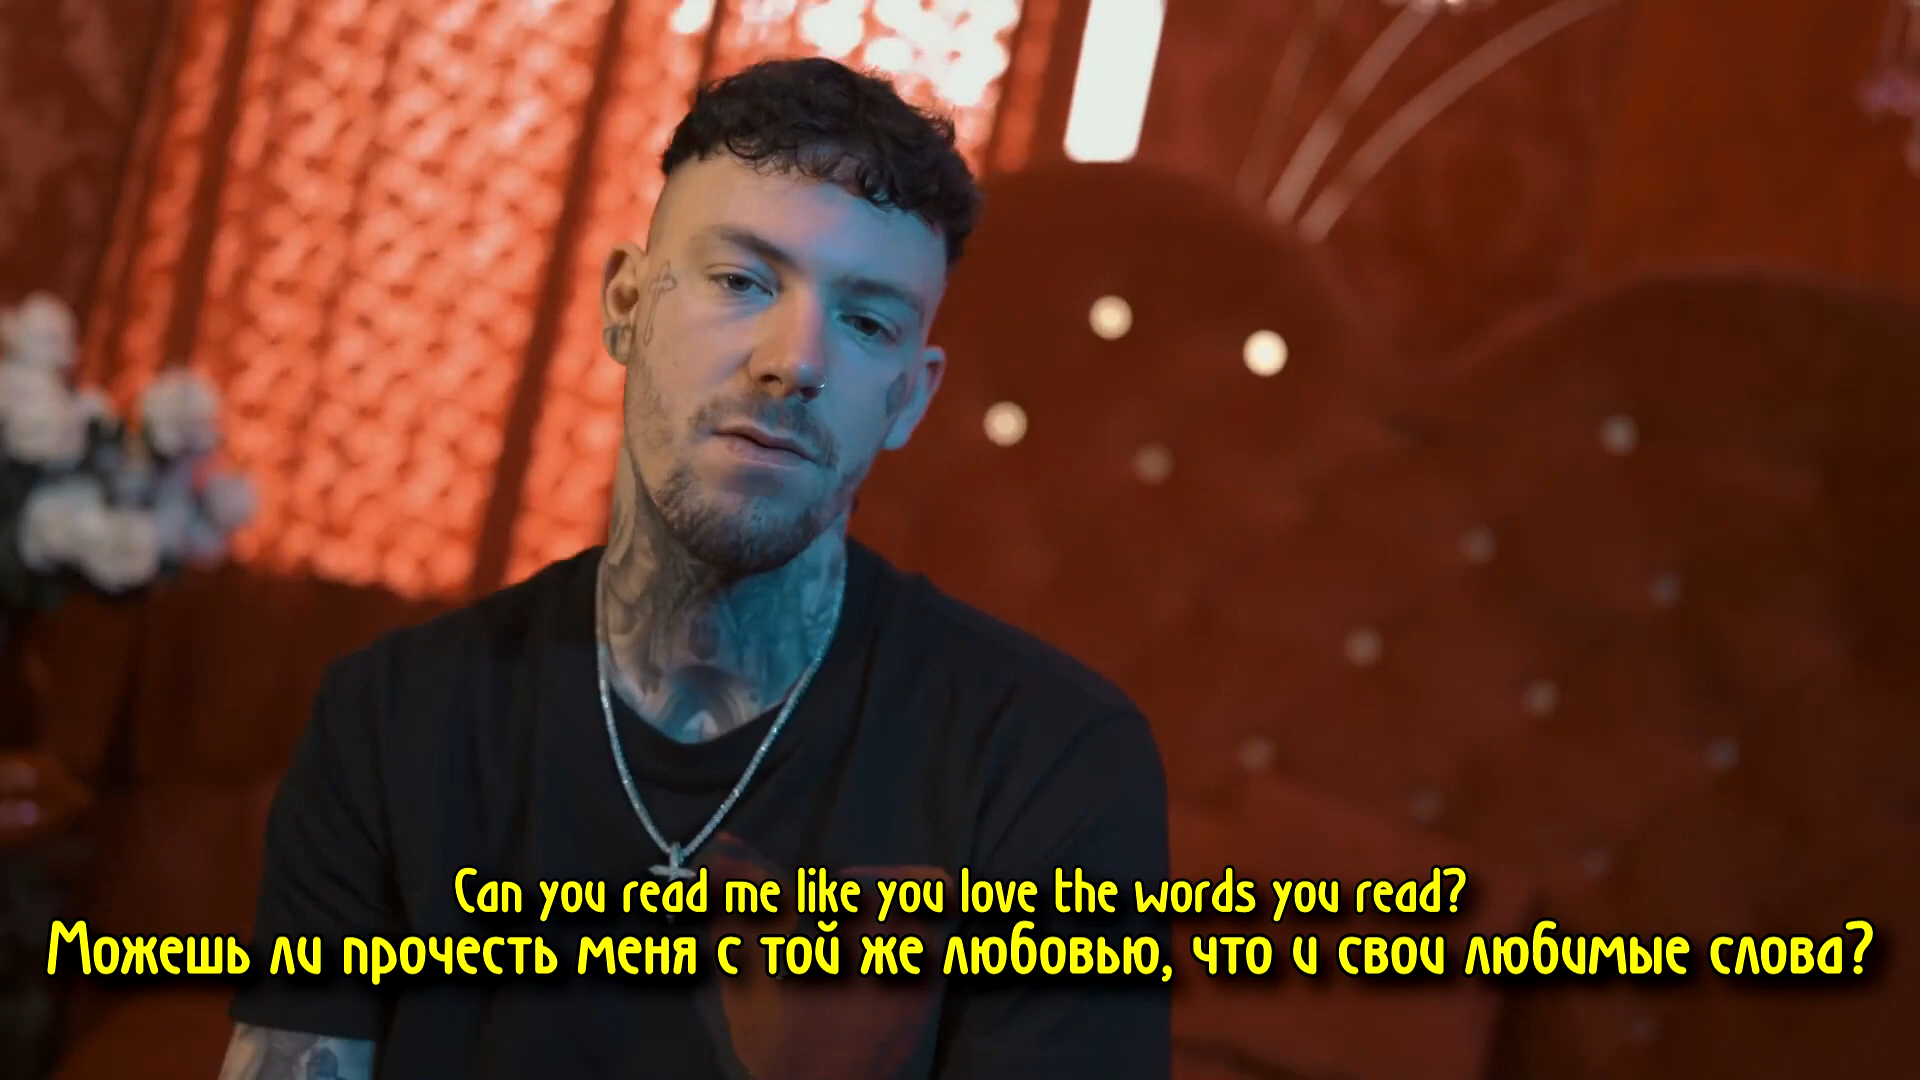 Can you read me like you love the words you read?
Можешь ли прочесть меня с той же любовью, что и свои любимые слова?